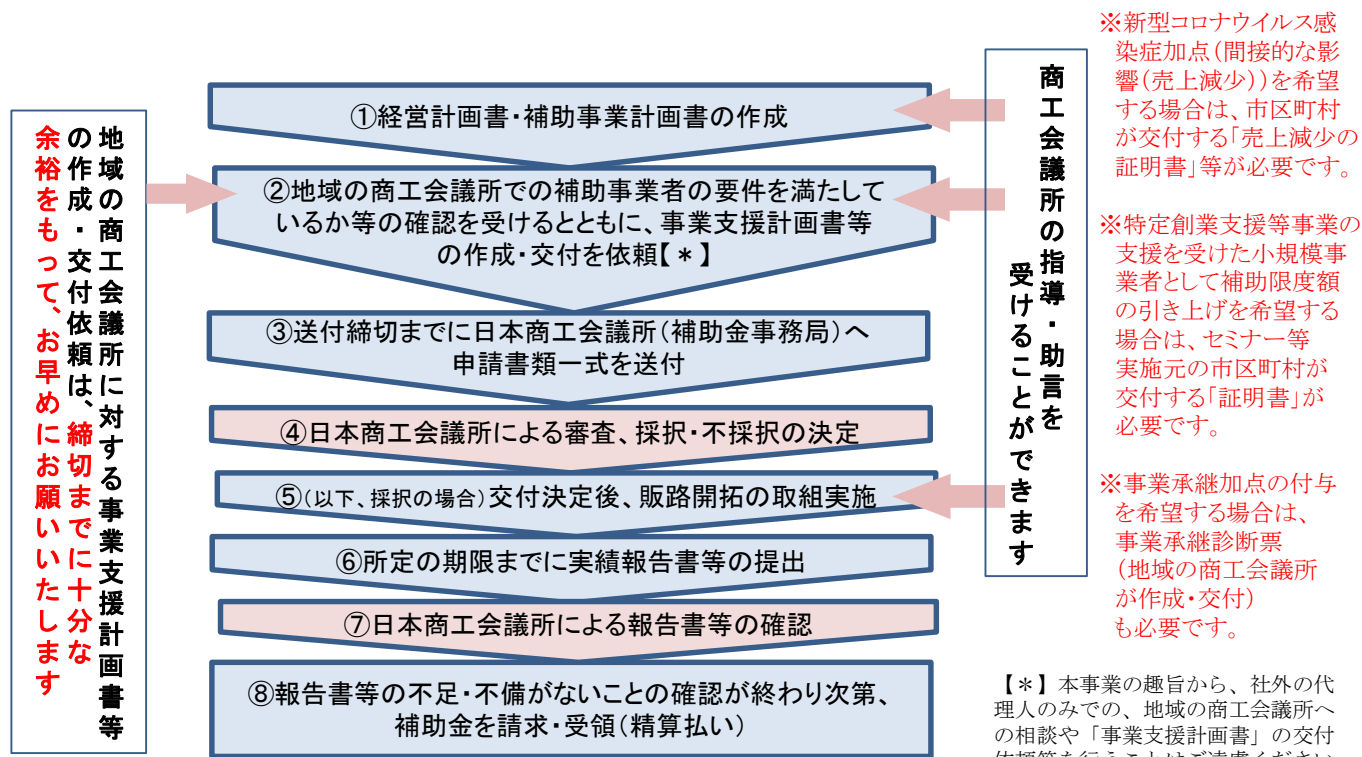 地域の商工会議所に対する事業支援計画書等
の作成・交付依頼は、締切までに十分な
余裕をもって、お早めにお願いいたします
①経営計画書・補助事業計画書の作成
②地域の商工会議所での補助事業者の要件を満たして
いるか等の確認を受けるとともに、事業支援計画書等
の作成・交付を依頼【*】
③送付締切までに日本商工会議所(補助金事務局)へ
申請書類一式を送付
④日本商工会議所による審査、採択・不採択の決定
⑤(以下、採択の場合)交付決定後、販路開拓の取組実施
⑥所定の期限までに実績報告書等の提出
⑦日本商工会議所による報告書等の確認
⑧報告書等の不足・不備がないことの確認が終わり次第、
補助金を請求・受領(精算払い)
商工会議所の指導・助言を
受けることができます
※新型コロナウイルス感
染症加点(間接的な影
響(売上減少))を希望
する場合は、市区町村
が交付する「売上減少の
証明書」等が必要です。
※特定創業支援等事業の
支援を受けた小規模事
業者として補助限度額
の引き上げを希望する
場合は、セミナー等
実施元の市区町村が
交付する「証明書」が
必要です。
※事業承継加点の付与
を希望する場合は、
事業承継診断票
(地域の商工会議所
が作成・交付)
も必要です。
【*】本事業の趣旨から、社外の代
理人のみでの、地域の商工会議所へ
の相談や「事業支援計画書」の交付
依頼等を行うことはご遠慮ください